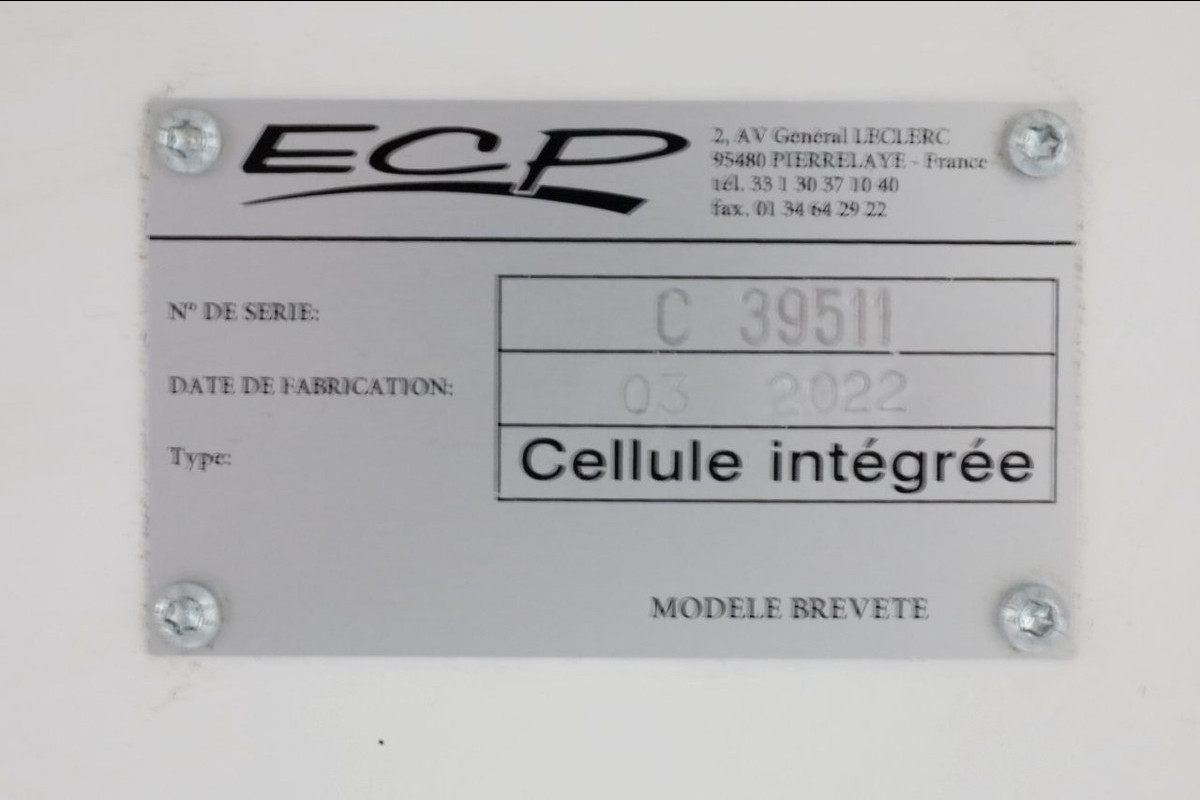 ECP
2, AV Général LECLERC
95480 PIERRELAYE - France
tél. 33 1 30 37 10 40
fax. 01 34 64 29 22
N° DE SERIE: C 39511
DATE DE FABRICATION: 03 2022
Type: Cellule intégrée
MODELE BREVETE